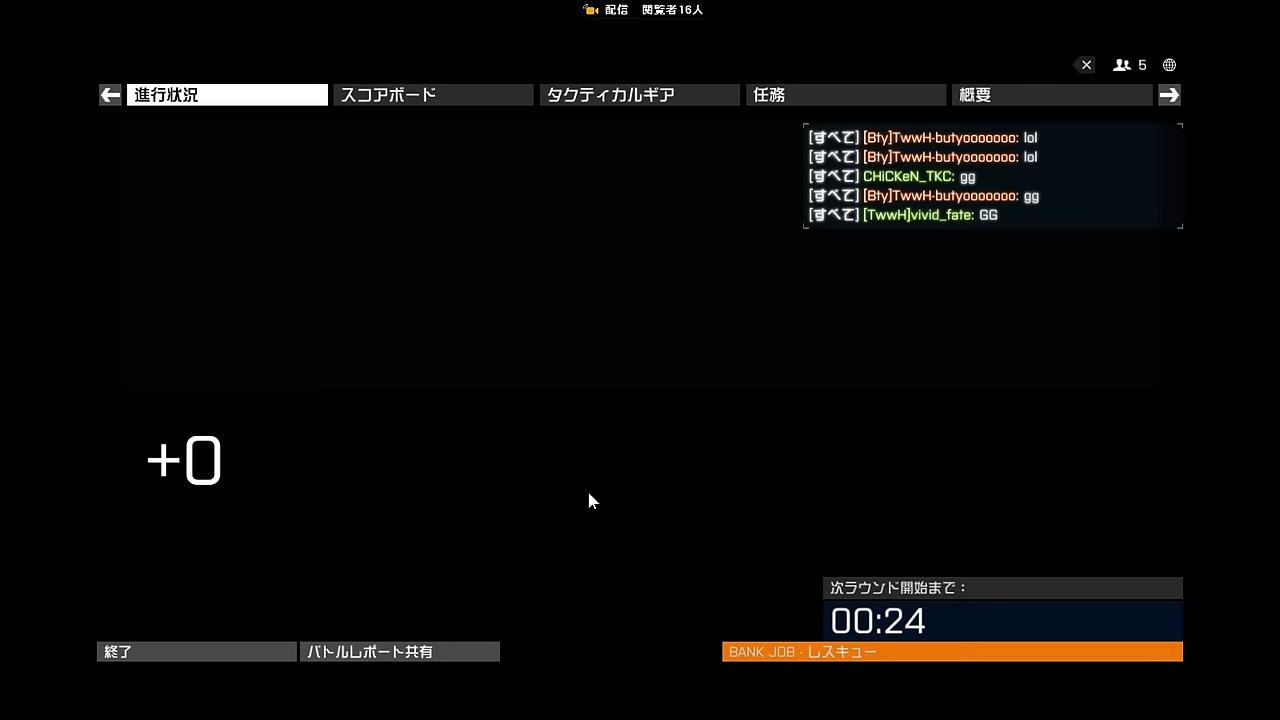 配信 閲覧者16人
5
進行状況 スコアボード タクティカルギア 任務 概要
[すべて] [Bty]TwwH-butyooooooo: lol
[すべて] [Bty]TwwH-butyooooooo: lol
[すべて] CHiCKeN_TKC: gg
[すべて] [Bty]TwwH-butyooooooo: gg
[すべて] [TwwH]vivid_fate: GG
+0
次ラウンド開始まで：
00:24
終了 バトルレポート共有 BANK JOB - レスキュー